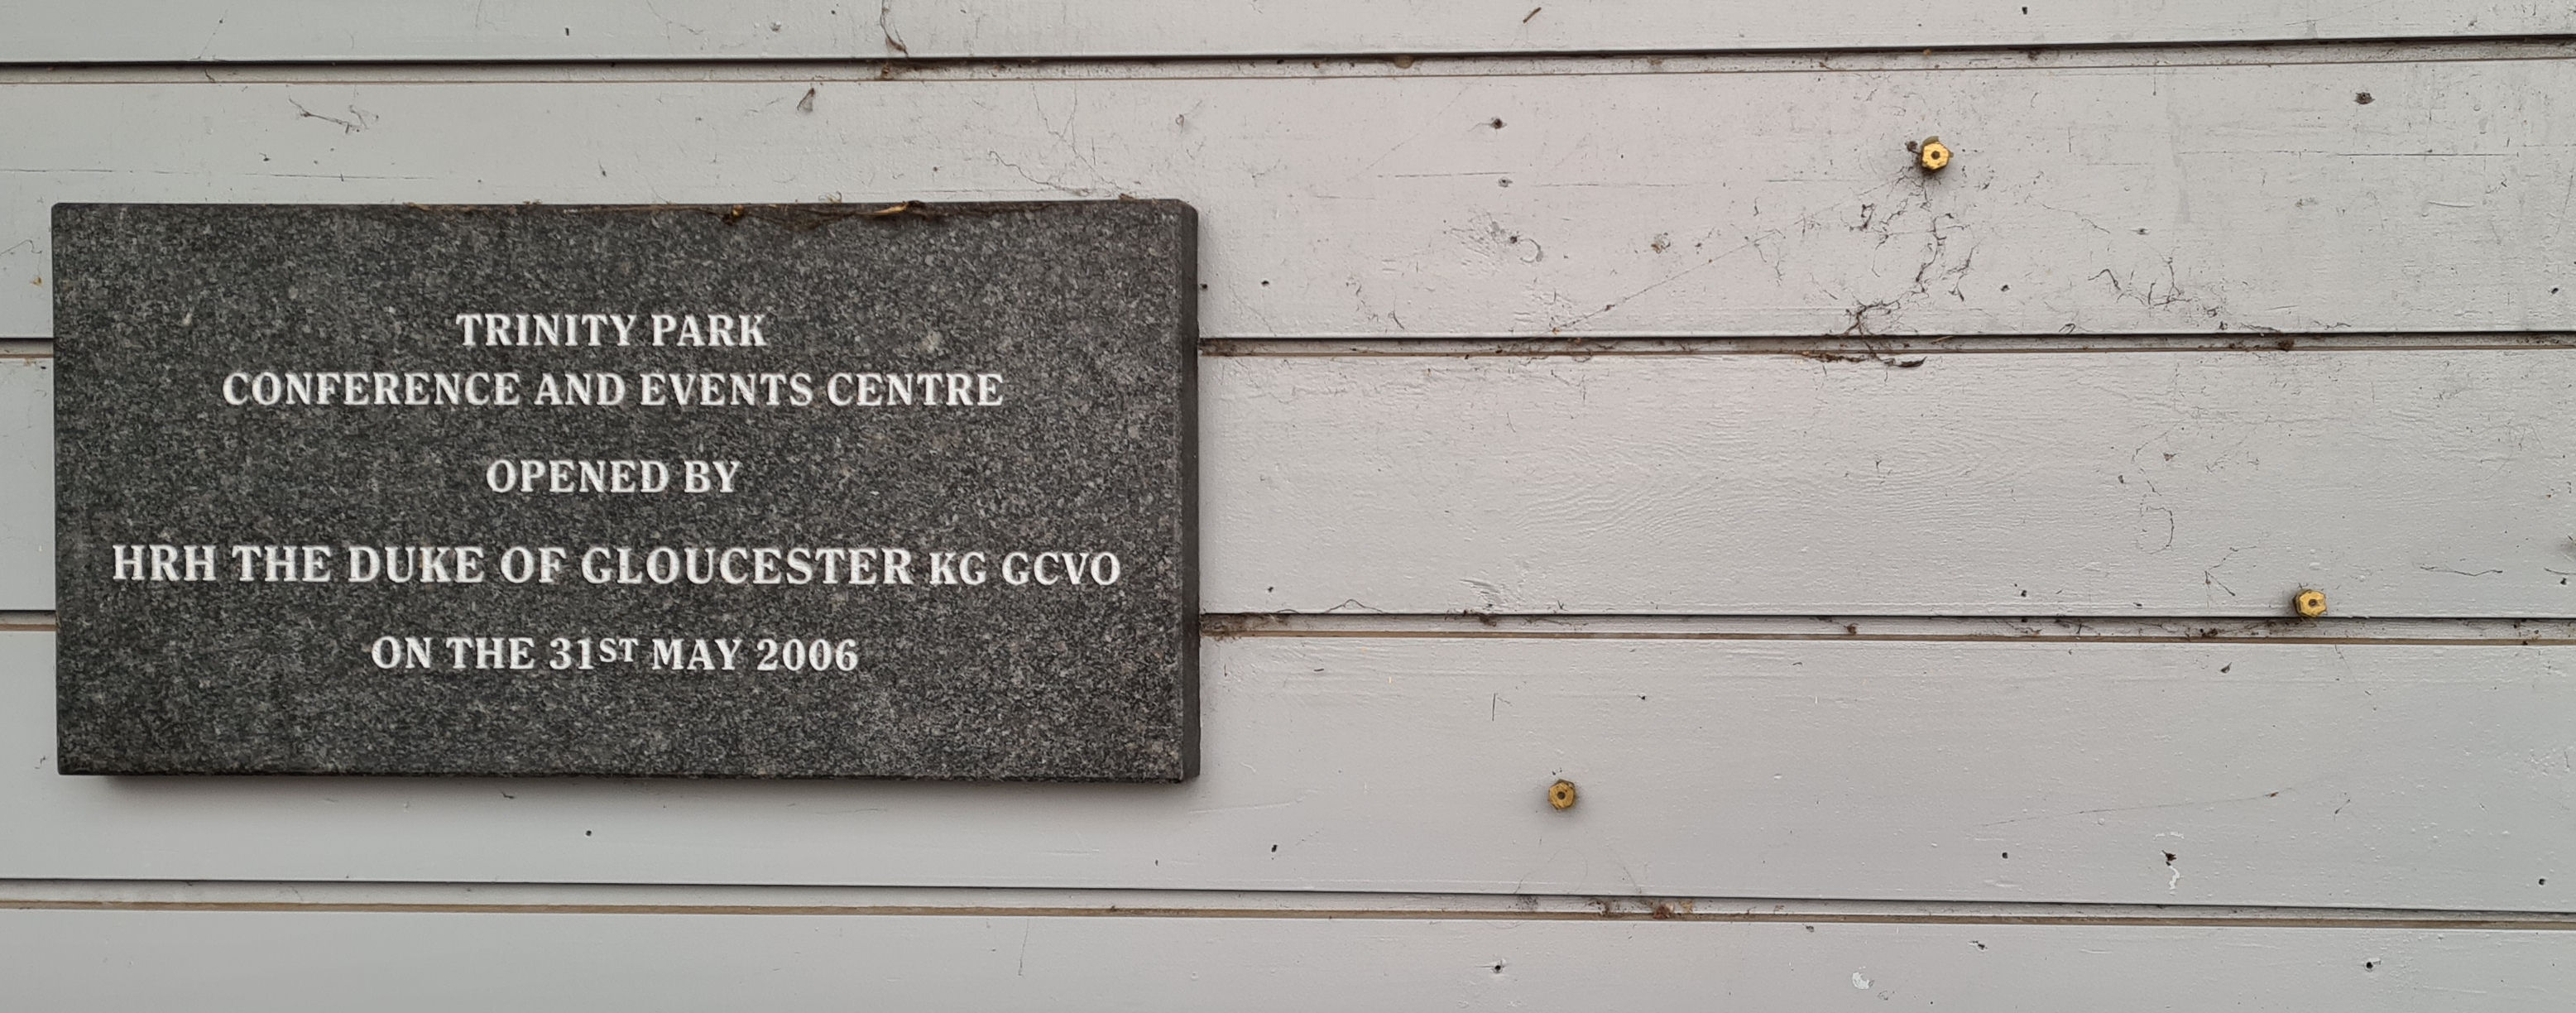 TRINITY PARK
CONFERENCE AND EVENTS CENTRE
OPENED BY
HRH THE DUKE OF GLOUCESTER KG GCVO
ON THE 31ST MAY 2006